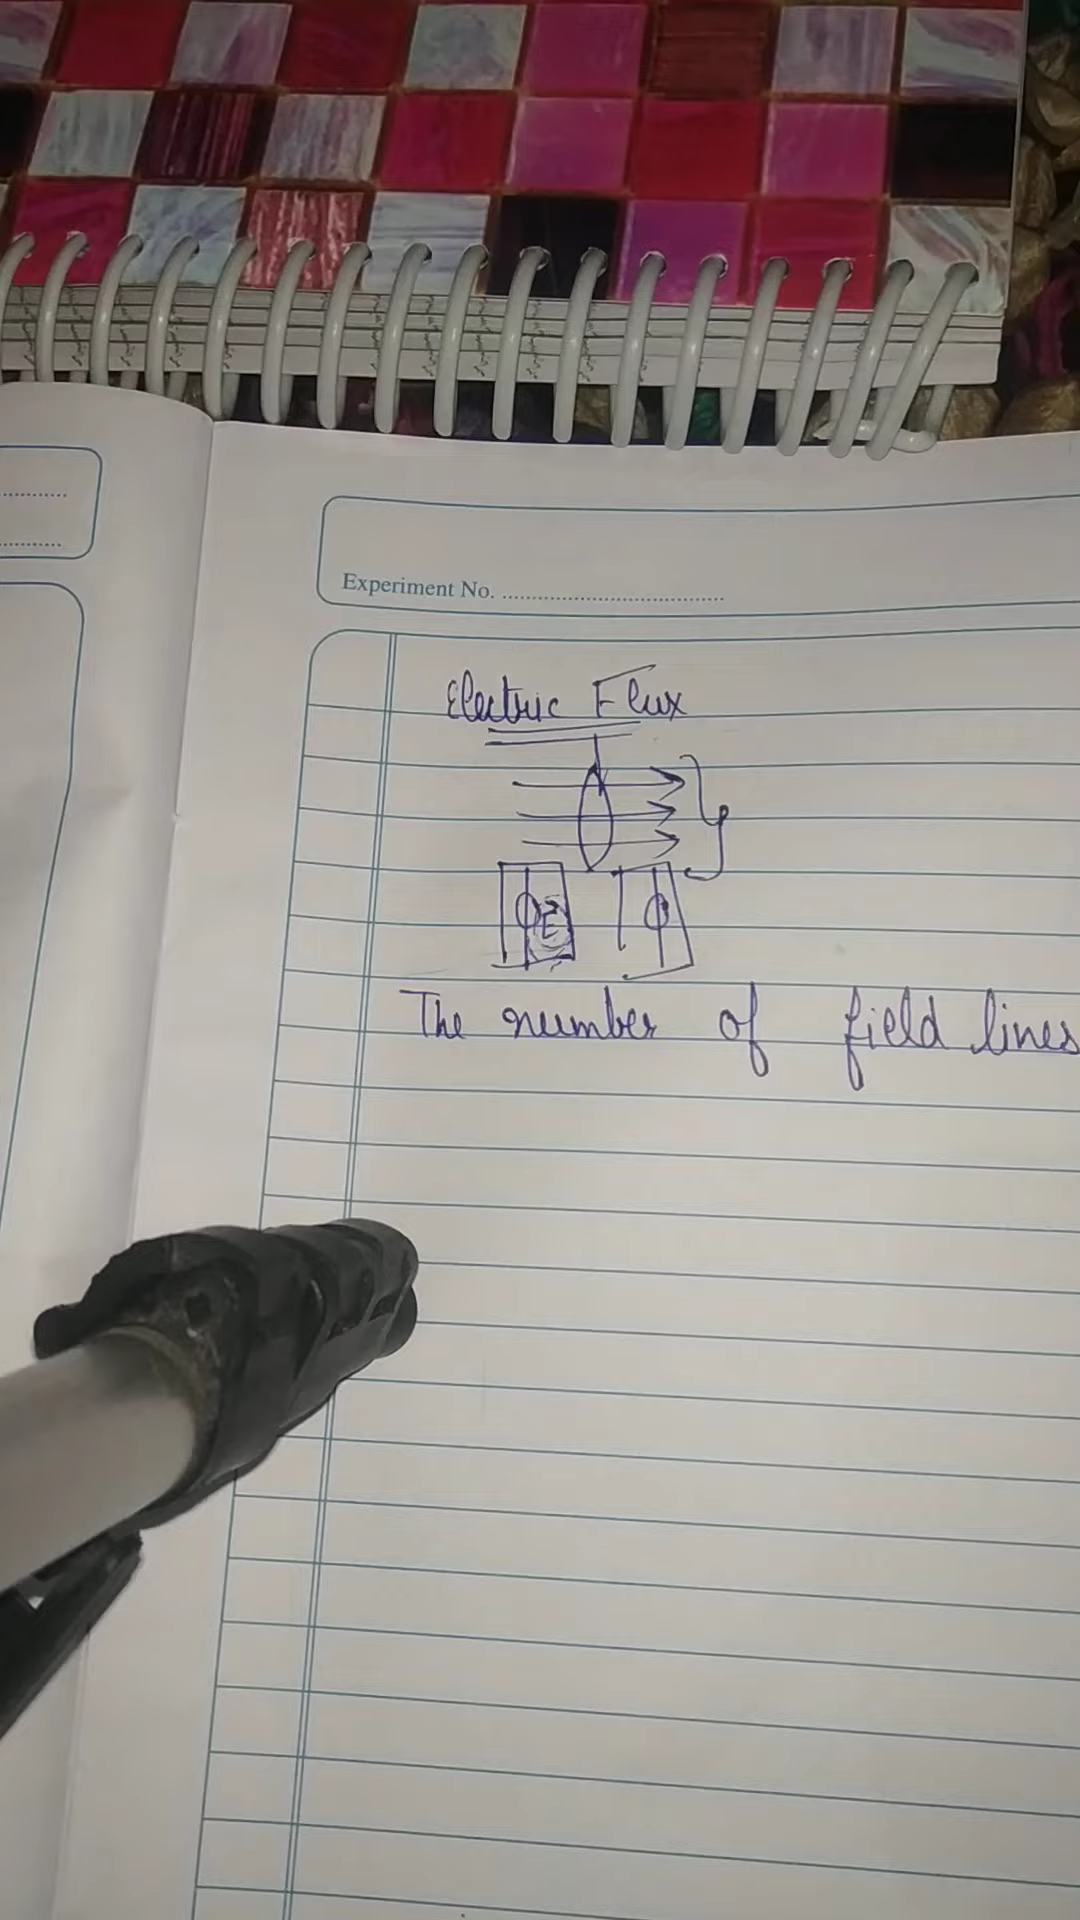 Experiment No. ....................................
Electric Flux
ϕE ϕ
The number of field lines